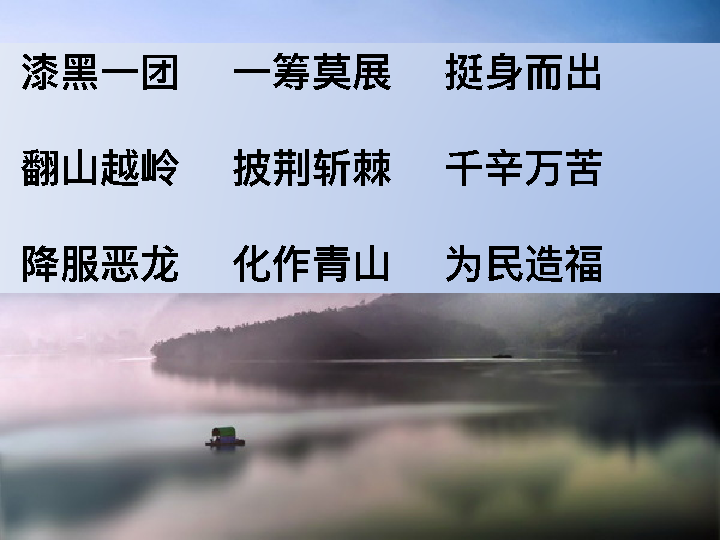 漆黑一团 一筹莫展 挺身而出
翻山越岭 披荆斩棘 千辛万苦
降服恶龙 化作青山 为民造福